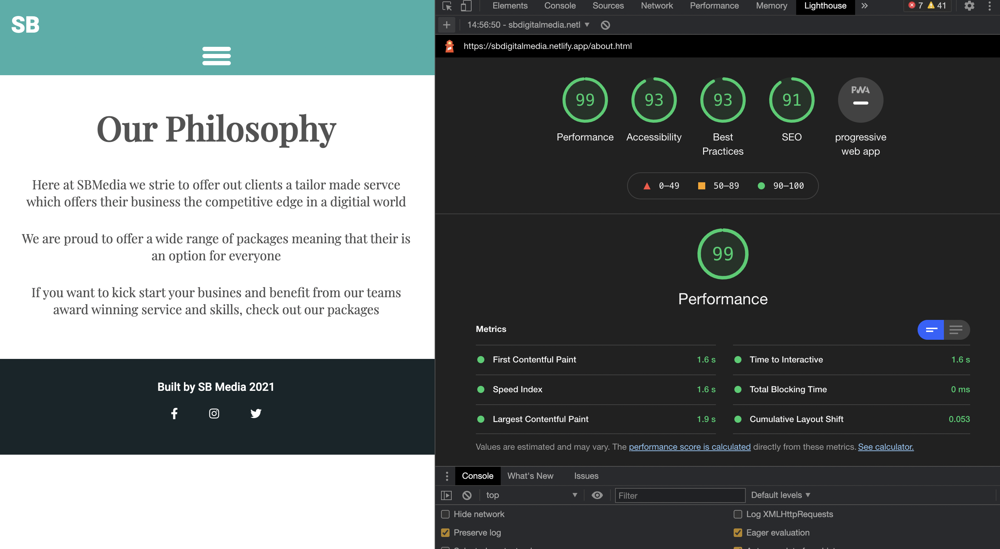 SB
Our Philosophy
Here at SBMedia we strie to offer out clients a tailor made servce
which offers their business the competitive edge in a digitial world
We are proud to offer a wide range of packages meaning that their is
an option for everyone
If you want to kick start your busines and benefit from our teams
award winning service and skills, check out our packages
Built by SB Media 2021
Elements Console Sources Network Performance Memory Lighthouse 7 41
14:56:50 - sbdigitalmedia.netl
https://sbdigitalmedia.netlify.app/about.html
99 93 93 91 PWA
Performance Accessibility Best Practices SEO progressive web app
0–49 50–89 90–100
99
Performance
Metrics
First Contentful Paint 1.6 s Time to Interactive 1.6 s
Speed Index 1.6 s Total Blocking Time 0 ms
Largest Contentful Paint 1.9 s Cumulative Layout Shift 0.053
Values are estimated and may vary. The performance score is calculated directly from these metrics. See calculator.
Console What's New Issues
top Filter Default levels
Hide network Log XMLHttpRequests
Preserve log Eager evaluation